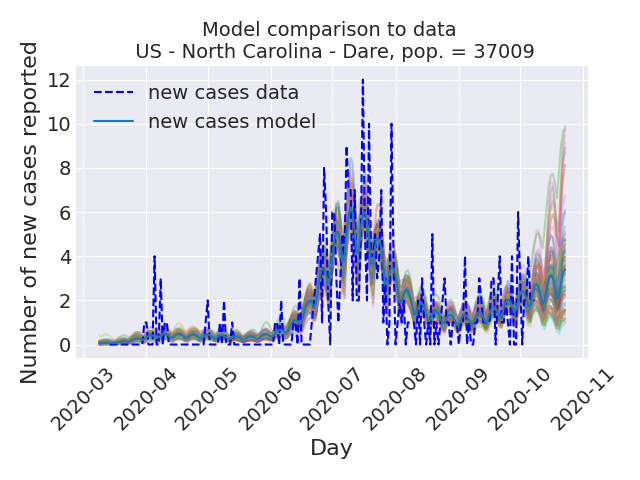 Model comparison to data
US - North Carolina - Dare, pop. = 37009
Number of new cases reported
12
10
8
6
4
2
0
new cases data
new cases model
2020-03
2020-04
2020-05
2020-06
2020-07
2020-08
2020-09
2020-10
2020-11
Day